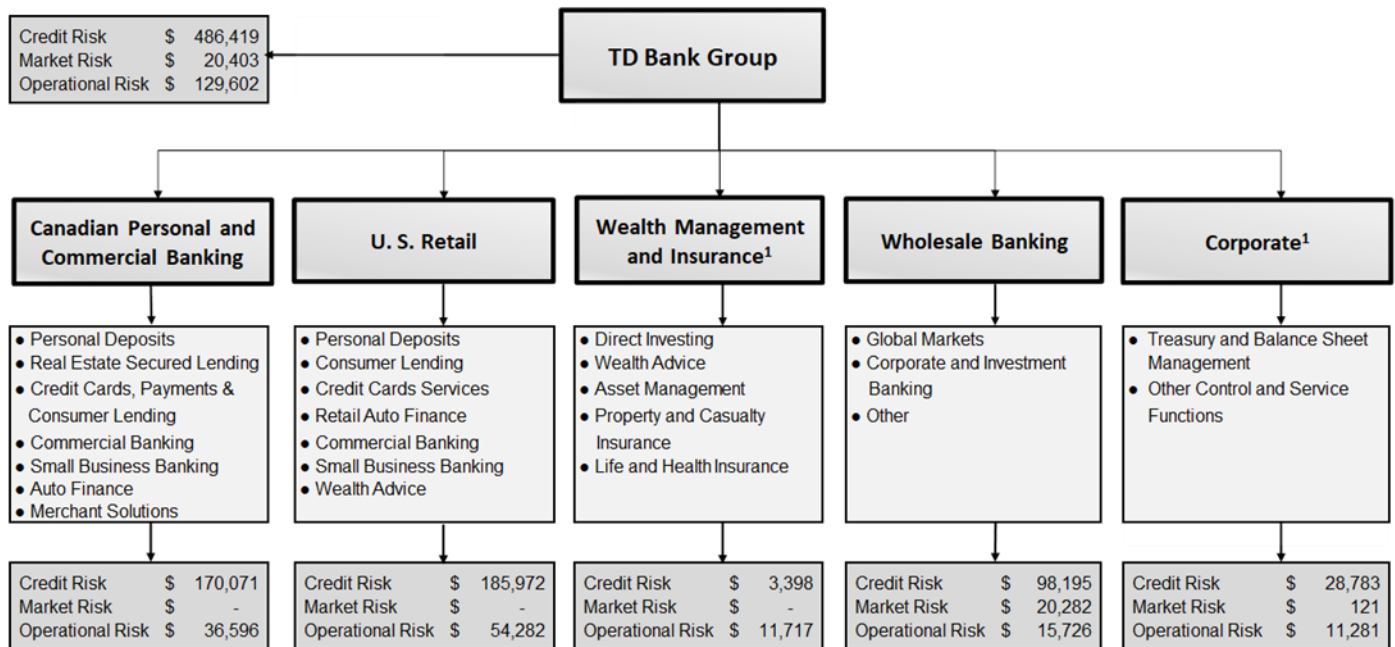 Credit Risk $ 486,419
Market Risk $ 20,403
Operational Risk $ 129,602
TD Bank Group
Canadian Personal and
Commercial Banking
● Personal Deposits
● Real Estate Secured Lending
● Credit Cards, Payments &
Consumer Lending
● Commercial Banking
● Small Business Banking
● Auto Finance
● Merchant Solutions
Credit Risk $ 170,071
Market Risk $ -
Operational Risk $ 36,596
U. S. Retail
● Personal Deposits
● Consumer Lending
● Credit Cards Services
● Retail Auto Finance
● Commercial Banking
● Small Business Banking
● Wealth Advice
Credit Risk $ 185,972
Market Risk $ -
Operational Risk $ 54,282
Wealth Management
and Insurance¹
● Direct Investing
● Wealth Advice
● Asset Management
● Property and Casualty
Insurance
● Life and Health Insurance
Credit Risk $ 3,398
Market Risk $ -
Operational Risk $ 11,717
Wholesale Banking
● Global Markets
● Corporate and Investment
Banking
● Other
Credit Risk $ 98,195
Market Risk $ 20,282
Operational Risk $ 15,726
Corporate¹
● Treasury and Balance Sheet
Management
● Other Control and Service
Functions
Credit Risk $ 28,783
Market Risk $ 121
Operational Risk $ 11,281